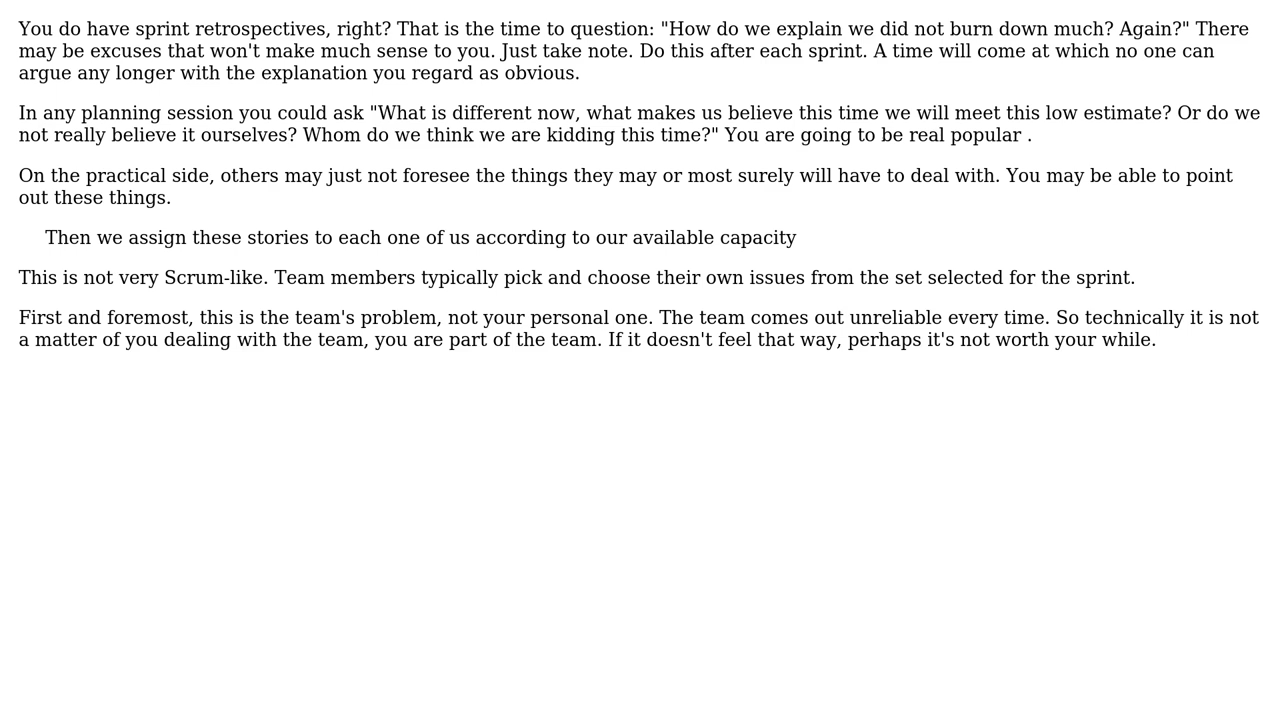 You do have sprint retrospectives, right? That is the time to question: "How do we explain we did not burn down much? Again?" There
may be excuses that won't make much sense to you. Just take note. Do this after each sprint. A time will come at which no one can
argue any longer with the explanation you regard as obvious.
In any planning session you could ask "What is different now, what makes us believe this time we will meet this low estimate? Or do we
not really believe it ourselves? Whom do we think we are kidding this time?" You are going to be real popular .
On the practical side, others may just not foresee the things they may or most surely will have to deal with. You may be able to point
out these things.
Then we assign these stories to each one of us according to our available capacity
This is not very Scrum-like. Team members typically pick and choose their own issues from the set selected for the sprint.
First and foremost, this is the team's problem, not your personal one. The team comes out unreliable every time. So technically it is not
a matter of you dealing with the team, you are part of the team. If it doesn't feel that way, perhaps it's not worth your while.